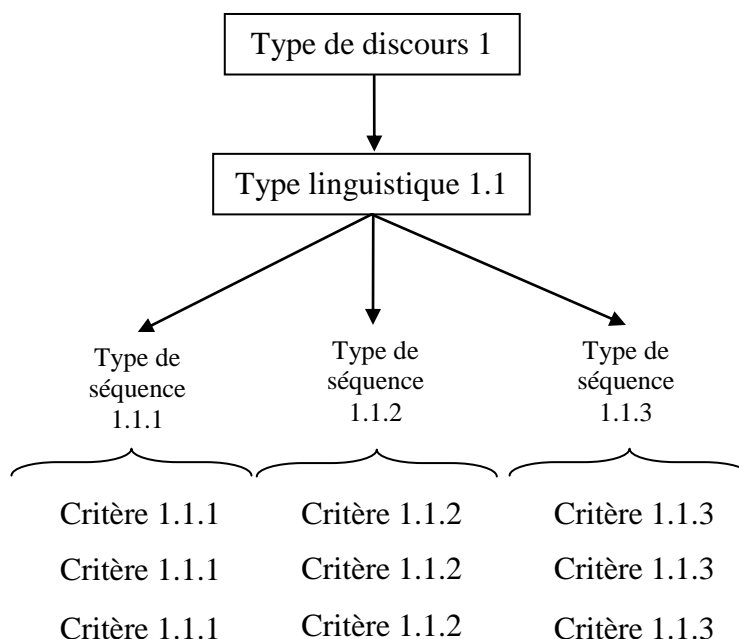 Type de discours 1
Type linguistique 1.1
Type de
séquence
1.1.1
Type de
séquence
1.1.2
Type de
séquence
1.1.3
Critère 1.1.1
Critère 1.1.2
Critère 1.1.3
Critère 1.1.1
Critère 1.1.2
Critère 1.1.3
Critère 1.1.1
Critère 1.1.2
Critère 1.1.3